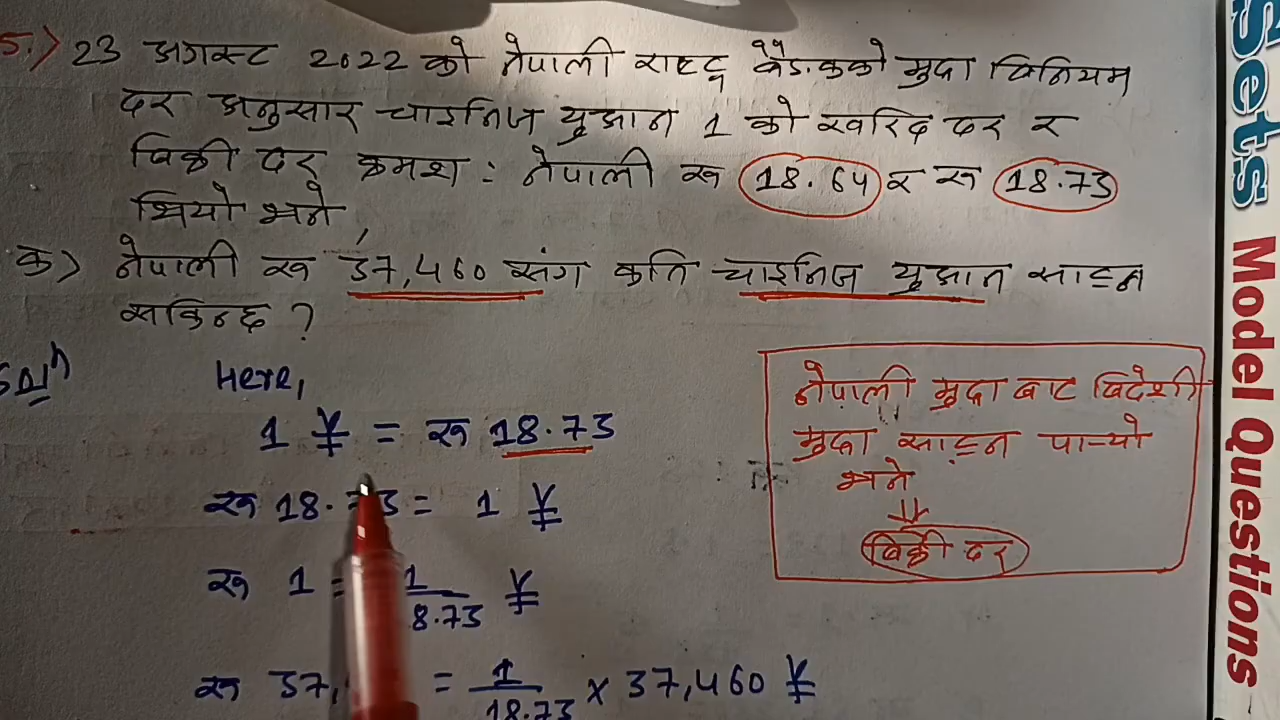 5.) 23 अगस्ट 2022 को नेपाली राष्ट्र बैङ्कको मुद्रा विनियम
दर अनुसार चाइनिज युआन 1 को खरिद दर र
बिक्री दर क्रमश: नेपाली रू 18.64 र रू 18.73
थियो भने,
क) नेपाली रू 37,460 संग कति चाइनिज युआन साट्न
सकिन्छ ?
Solⁿ Here,
1 ¥ = रू 18.73
रू 18.73 = 1 ¥
रू 1 = 1/18.73 ¥
रू 37, = 1/18.73 × 37,460 ¥
नेपाली मुद्रा बाट विदेशी
मुद्रा साट्न पार्‍यो
भने
⇓
बिक्री दर
Sets Model Questions -